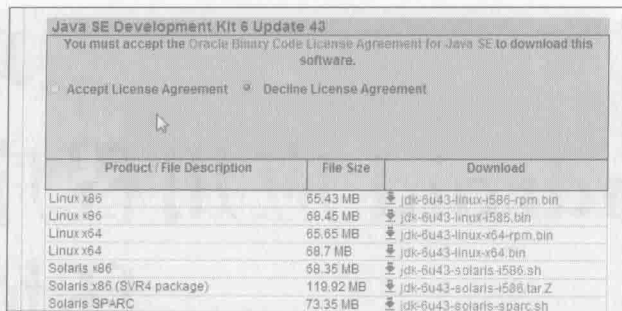 Java SE Development Kit 6 Update 43
You must accept the Oracle Binary Code License Agreement for Java SE to download this
software.
Accept License Agreement Decline License Agreement
Product / File Description File Size Download
Linux x86 65.43 MB jdk-6u43-linux-i586-rpm.bin
Linux x86 68.45 MB jdk-6u43-linux-i586.bin
Linux x64 65.65 MB jdk-6u43-linux-x64-rpm.bin
Linux x64 68.7 MB jdk-6u43-linux-x64.bin
Solaris x86 68.35 MB jdk-6u43-solaris-i586.sh
Solaris x86 (SVR4 package) 119.92 MB jdk-6u43-solaris-i586.tar.Z
Solaris SPARC 73.35 MB jdk-6u43-solaris-sparc.sh